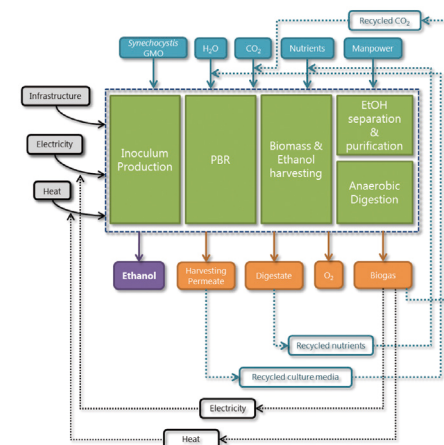 Recycled CO2
Synechocystis
GMO
H2O
CO2
Nutrients
Manpower
Infrastructure
Electricity
Heat
Inoculum
Production
PBR
Biomass &
Ethanol
harvesting
EtOH
separation
&
purification
Anaerobic
Digestion
Ethanol
Harvesting
Permeate
Digestate
O2
Biogas
Recycled nutrients
Recycled culture media
Electricity
Heat